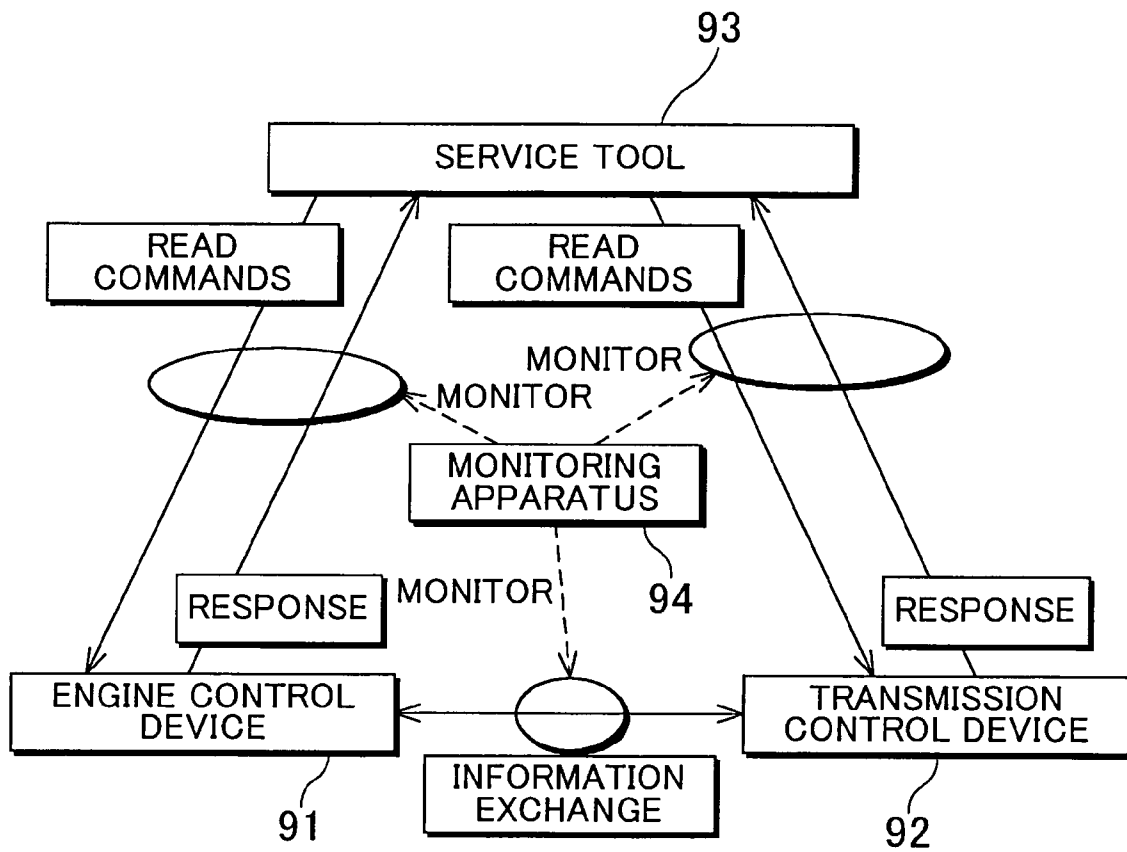 93
SERVICE TOOL
READ
COMMANDS
READ
COMMANDS
MONITOR
MONITOR
MONITORING
APPARATUS
94
MONITOR
RESPONSE
RESPONSE
ENGINE CONTROL
DEVICE
TRANSMISSION
CONTROL DEVICE
INFORMATION
EXCHANGE
91
92